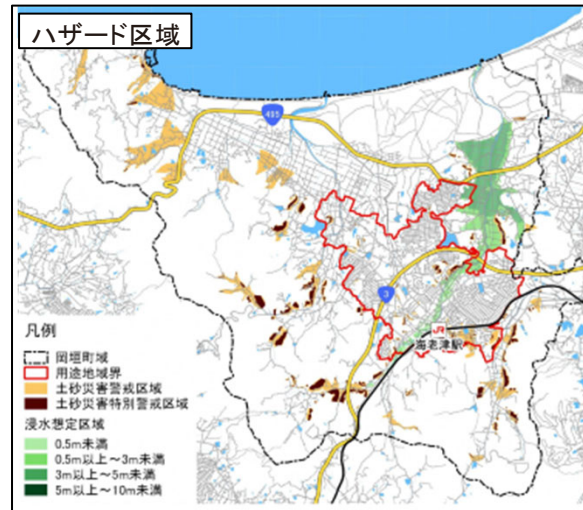 ハザード区域
495
3
JR
海老津駅
凡例
岡垣町域
用途地域界
土砂災害警戒区域
土砂災害特別警戒区域
浸水想定区域
0.5m未満
0.5m以上～3m未満
3m以上～5m未満
5m以上～10m未満